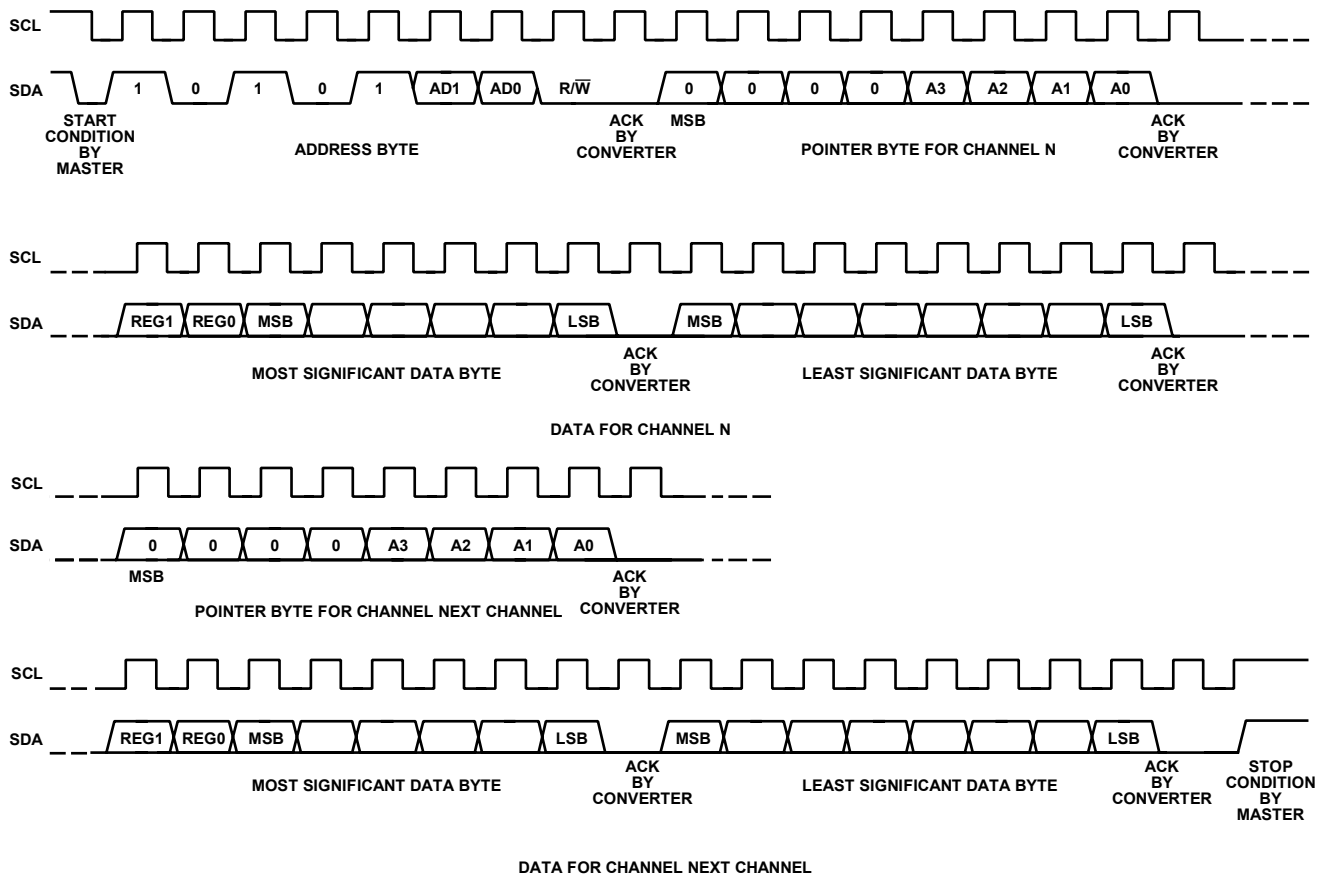 SCL
SDA 1 0 1 0 1 AD1 AD0 R/W̅ 0 0 0 0 A3 A2 A1 A0
START
CONDITION
BY
MASTER
ADDRESS BYTE
ACK
BY
CONVERTER
MSB
POINTER BYTE FOR CHANNEL N
ACK
BY
CONVERTER
SCL
SDA REG1 REG0 MSB LSB MSB LSB
MOST SIGNIFICANT DATA BYTE
ACK
BY
CONVERTER
LEAST SIGNIFICANT DATA BYTE
ACK
BY
CONVERTER
DATA FOR CHANNEL N
SCL
SDA 0 0 0 0 A3 A2 A1 A0
MSB
POINTER BYTE FOR CHANNEL NEXT CHANNEL
ACK
BY
CONVERTER
SCL
SDA REG1 REG0 MSB LSB MSB LSB
MOST SIGNIFICANT DATA BYTE
ACK
BY
CONVERTER
LEAST SIGNIFICANT DATA BYTE
ACK
BY
CONVERTER
STOP
CONDITION
BY
MASTER
DATA FOR CHANNEL NEXT CHANNEL